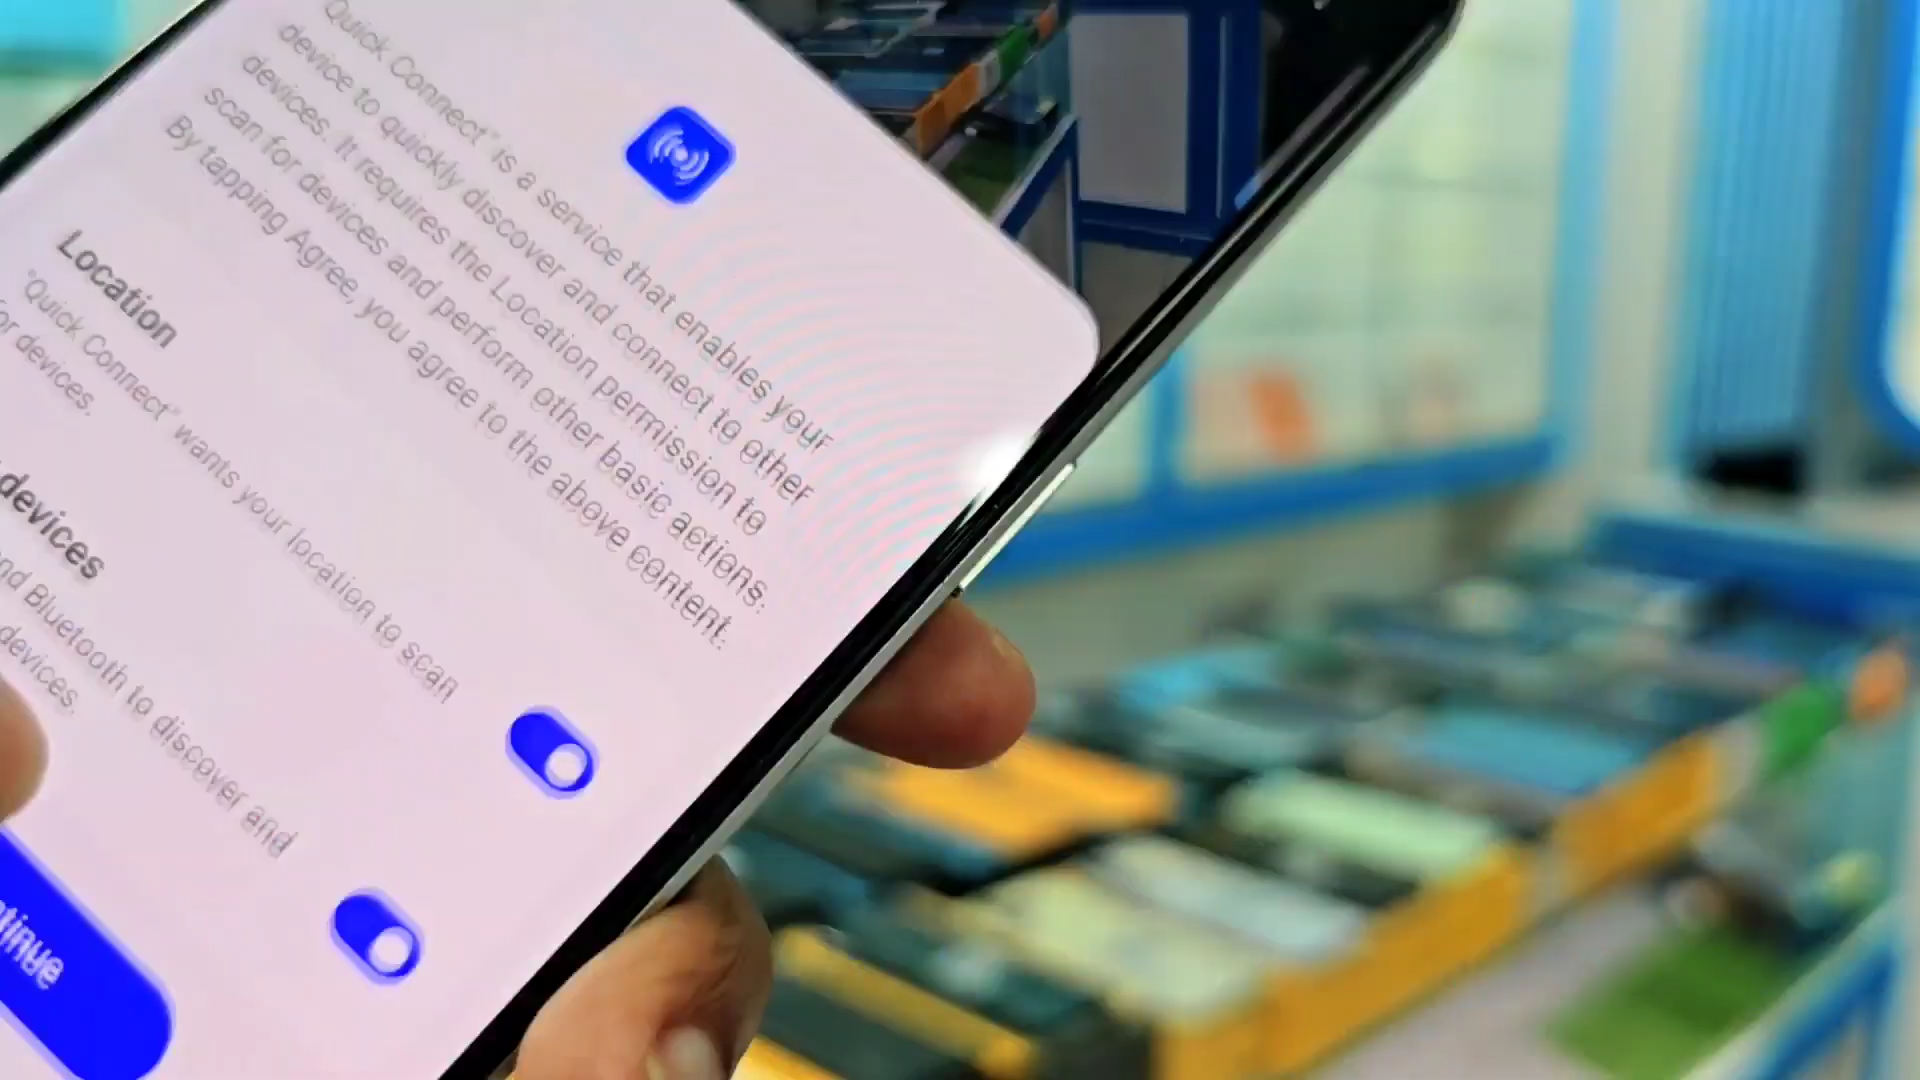 Quick Connect" is a service that enables your
device to quickly discover and connect to other
devices. It requires the Location permission to
scan for devices and perform other basic actions.
By tapping Agree, you agree to the above content.
Location
"Quick Connect" wants your location to scan
or devices.
devices
nd Bluetooth to discover and
devices.
tinue